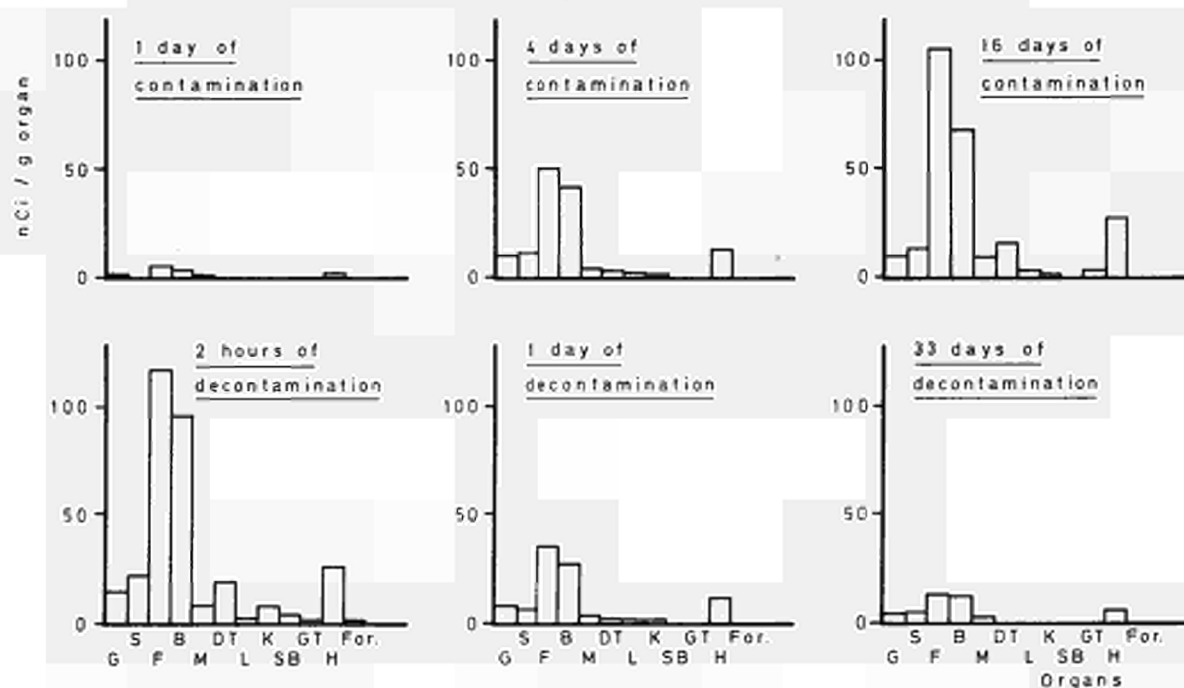 1 day of
contamination
4 days of
contamination
16 days of
contamination
nCi / g organ
100
50
0
100
50
0
100
50
0
2 hours of
decontamination
1 day of
decontamination
33 days of
decontamination
100
50
0
100
50
0
100
50
0
S B DT K GT For.
G F M L SB H
S B DT K GT For.
G F M L SB H
S B DT K GT For.
G F M L SB H
Organs